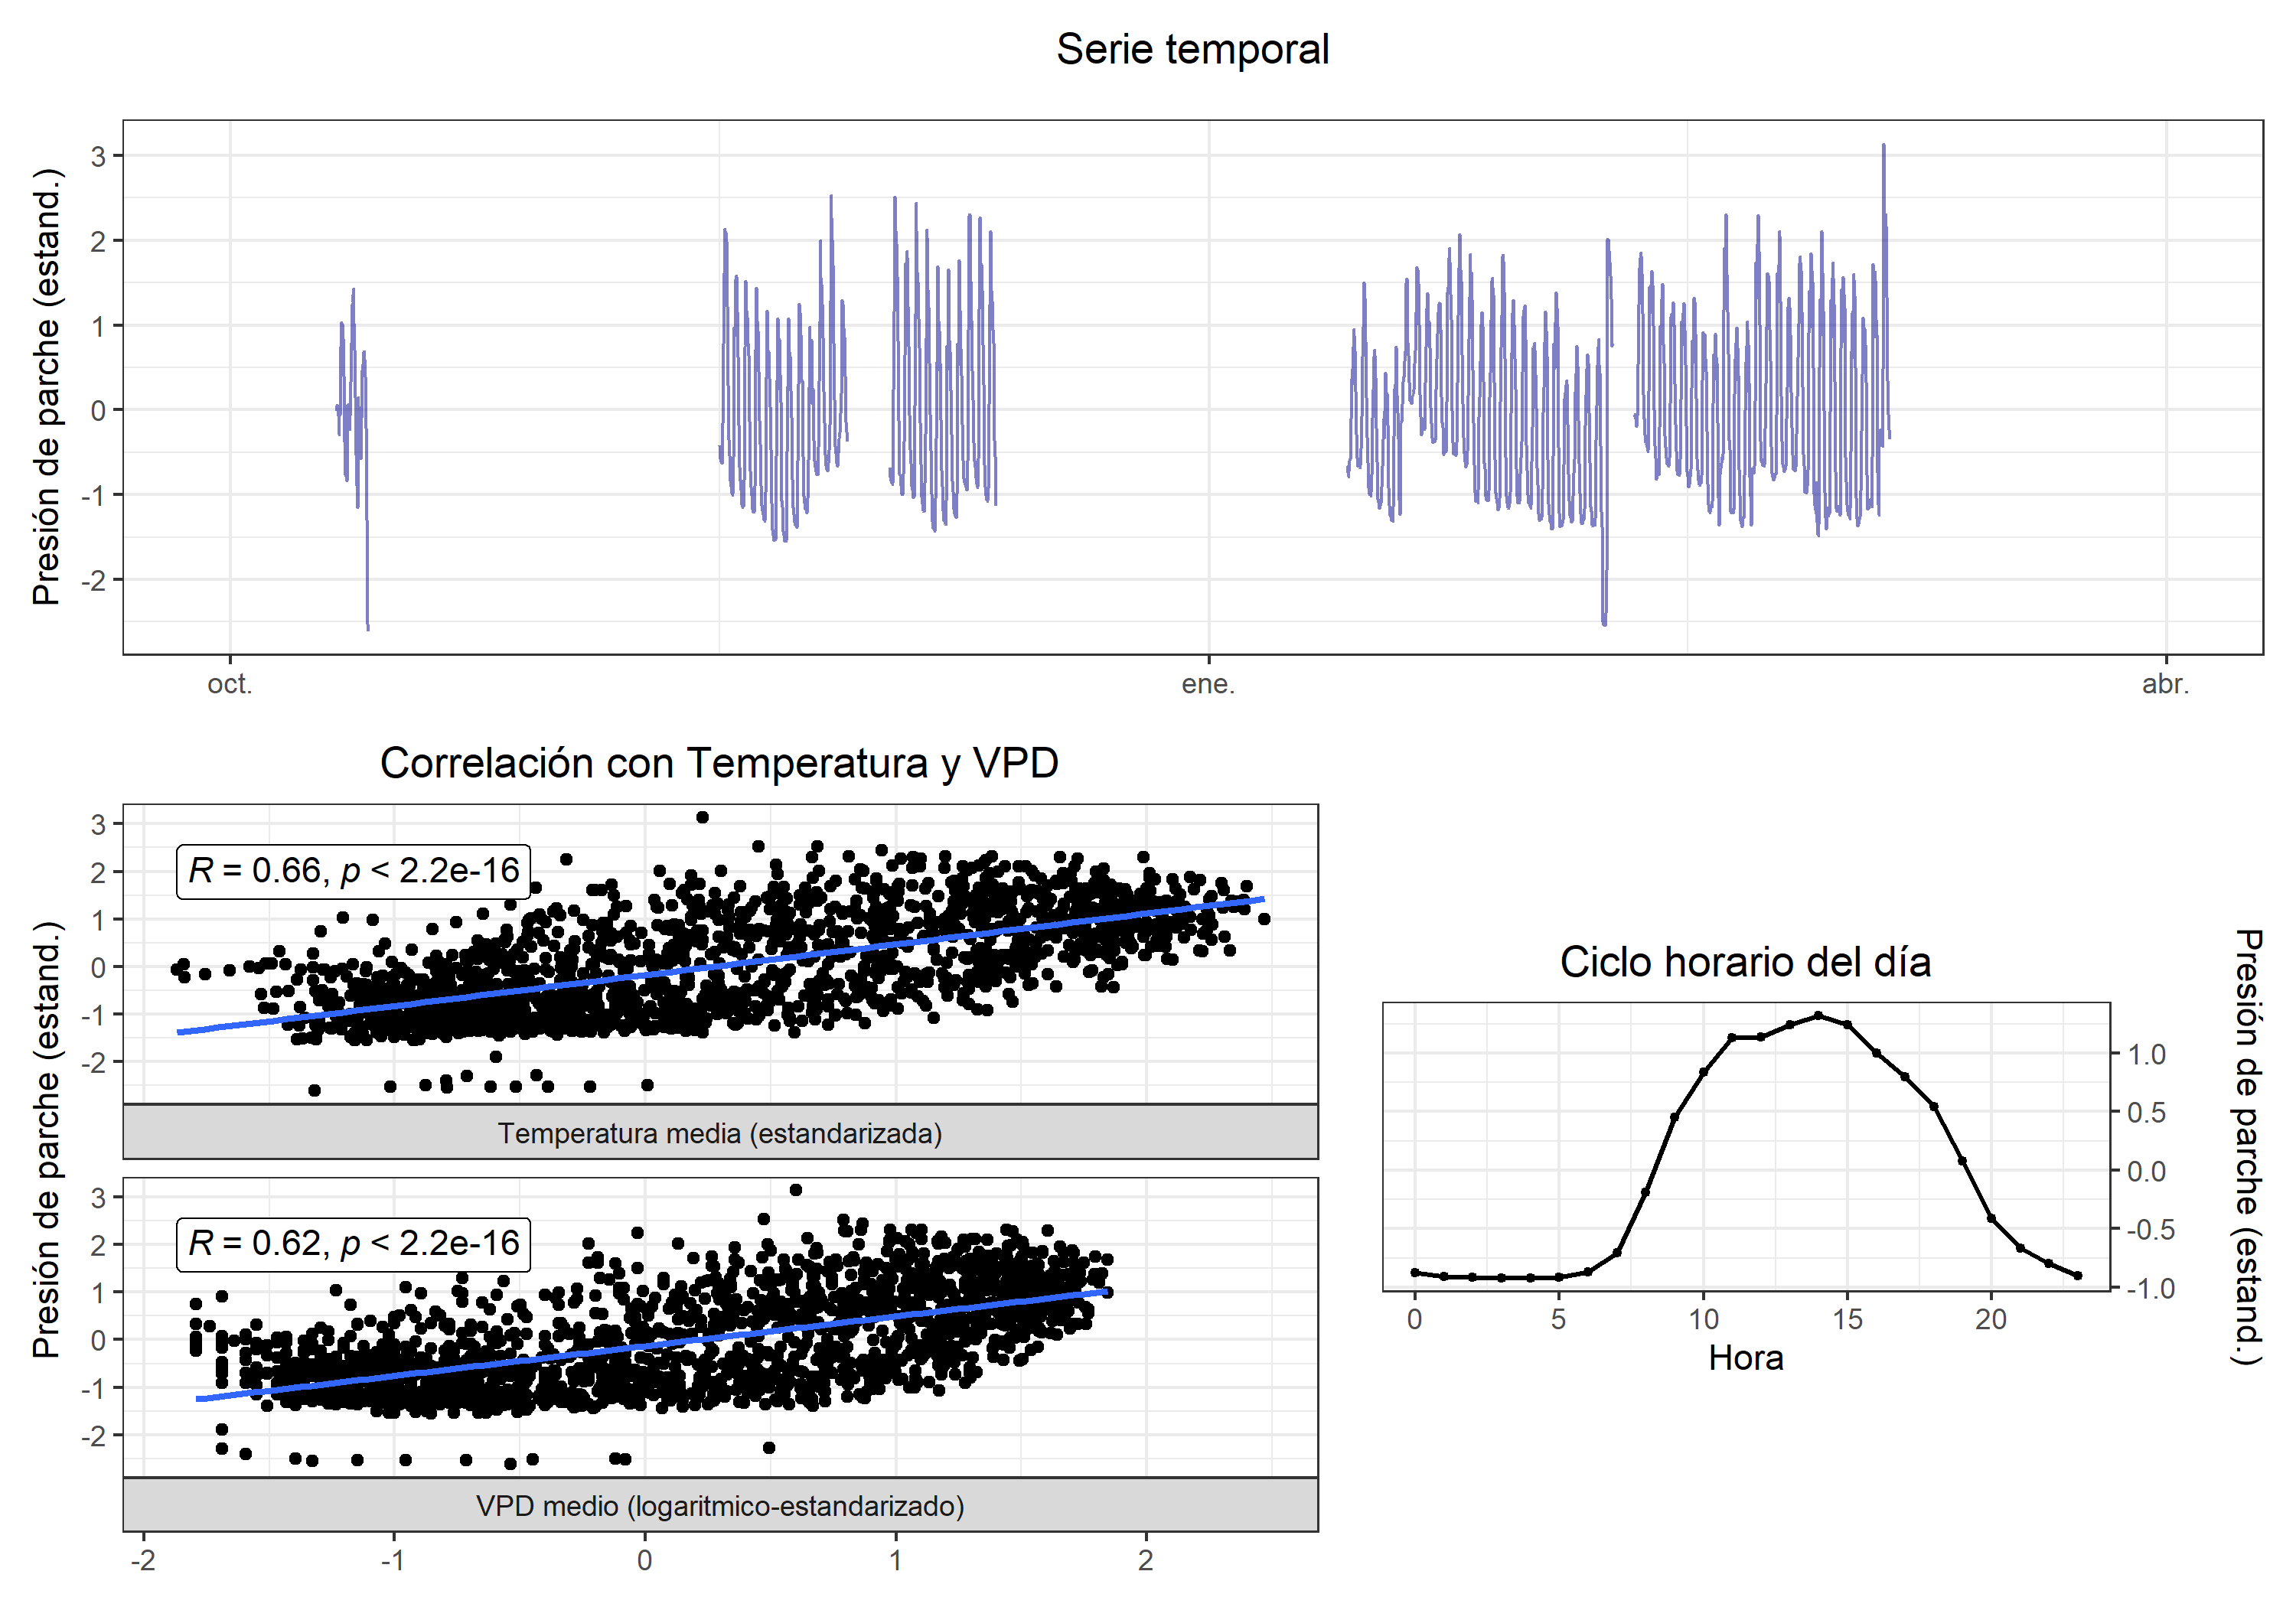 Serie temporal
Presión de parche (estand.)
3
2
1
0
-1
-2
oct.
ene.
abr.
Correlación con Temperatura y VPD
Presión de parche (estand.)
3
2
1
0
-1
-2
R = 0.66, p < 2.2e-16
Temperatura media (estandarizada)
3
2
1
0
-1
-2
R = 0.62, p < 2.2e-16
VPD medio (logaritmico-estandarizado)
-2
-1
0
1
2
Ciclo horario del día
1.0
0.5
0.0
-0.5
-1.0
Presión de parche (estand.)
0
5
10
15
20
Hora